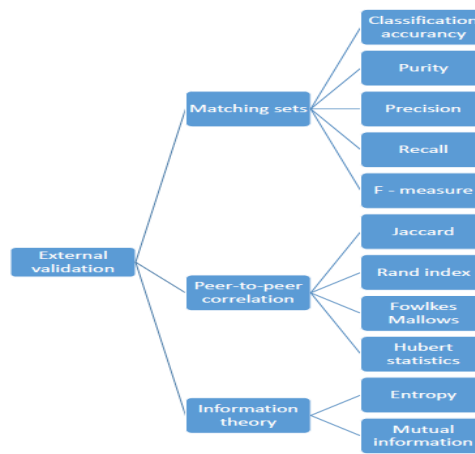 External
validation
Matching sets
Classification
accurancy
Purity
Precision
Recall
F - measure
Peer-to-peer
correlation
Jaccard
Rand index
Fowlkes
Mallows
Hubert
statistics
Information
theory
Entropy
Mutual
information